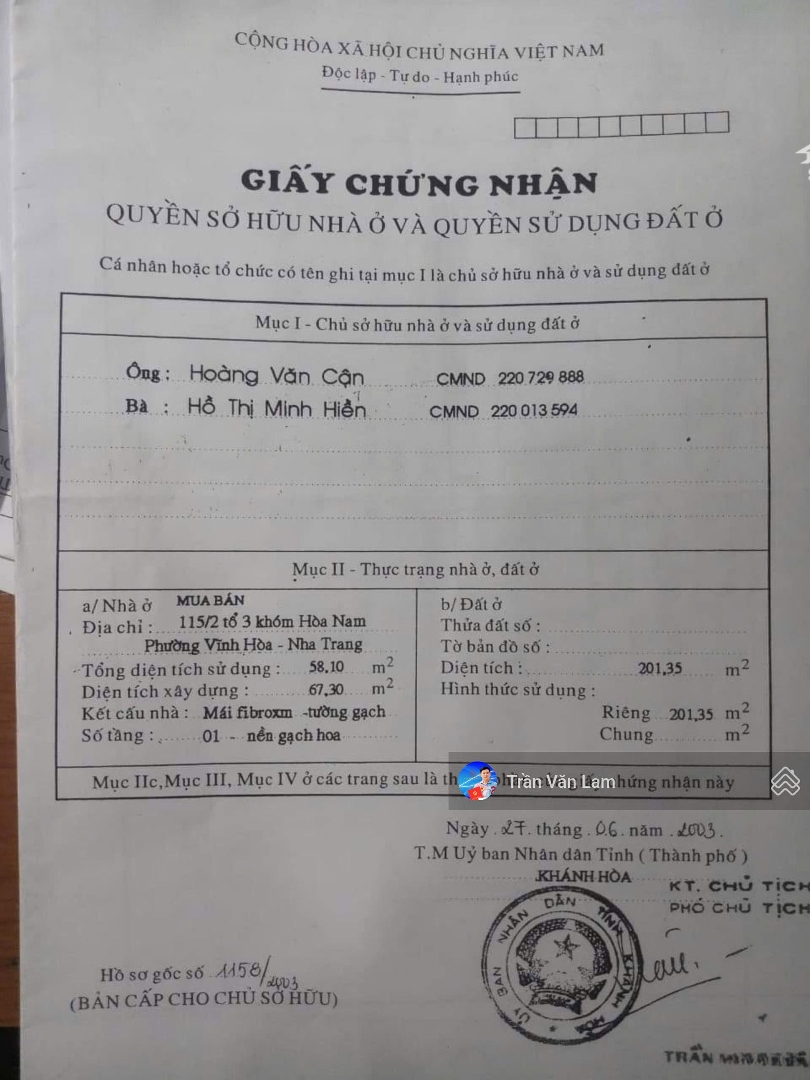 CỘNG HÒA XÃ HỘI CHỦ NGHĨA VIỆT NAM
Độc lập - Tự do - Hạnh phúc
GIẤY CHỨNG NHẬN
QUYỀN SỞ HỮU NHÀ Ở VÀ QUYỀN SỬ DỤNG ĐẤT Ở
Cá nhân hoặc tổ chức có tên ghi tại mục I là chủ sở hữu nhà ở và sử dụng đất ở
Mục I - Chủ sở hữu nhà ở và sử dụng đất ở
Ông : Hoàng Văn Cận CMND 220 729 888
Bà : Hồ Thị Minh Hiền CMND 220 013 594
Mục II - Thực trạng nhà ở, đất ở
a/ Nhà ở MUA BÁN
Địa chỉ : 115/2 tổ 3 khóm Hòa Nam
Phường Vĩnh Hòa - Nha Trang
Tổng diện tích sử dụng : 58,10 m2
Diện tích xây dựng : 67,30 m2
Kết cấu nhà : Mái fibroxm -tường gạch
Số tầng : 01 - nền gạch hoa
b/ Đất ở
Thửa đất số :
Tờ bản đồ số :
Diện tích : 201,35 m2
Hình thức sử dụng :
Riêng 201,35 m2
Chung m2
Mục IIc, Mục III, Mục IV ở các trang sau là chứng nhận này
Trần Văn Lam
Ngày 27 tháng 06 năm 2003.
T.M Uỷ ban Nhân dân Tỉnh ( Thành phố )
KHÁNH HÒA
KT. CHỦ TỊCH
PHÓ CHỦ TỊCH
ỦY BAN NHÂN DÂN TỈNH KHÁNH HÒA
Hồ sơ gốc số 1158/2003
(BẢN CẤP CHO CHỦ SỞ HỮU)
TRẦN